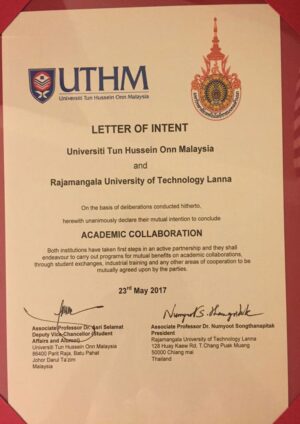 UTHM
Universiti Tun Hussein Onn Malaysia
LETTER OF INTENT
Universiti Tun Hussein Onn Malaysia
and
Rajamangala University of Technology Lanna
On the basis of deliberations conducted hitherto,
herewith unanimously declare their mutual intention to conclude
ACADEMIC COLLABORATION
Both institutions have taken first steps in an active partnership and they shall
endeavour to carry out programs for mutual benefits on academic collaborations,
through student exchanges, industrial training and any other areas of cooperation to be
mutually agreed upon by the parties.
23rd May 2017
Numyoot S. Thongsthitk
Associate Professor Dr. Asri Selamat
Deputy Vice-Chancellor (Student
Affairs and Alumni)
Universiti Tun Hussein Onn Malaysia
86400 Parit Raja, Batu Pahat
Johor Darul Ta'zim
Malaysia
Associate Professor Dr. Numyoot Songthanapitak
President
Rajamangala University of Technology Lanna
128 Huay Kaew Rd, T.Chang Puak Muang
50000 Chiang mai
Thailand